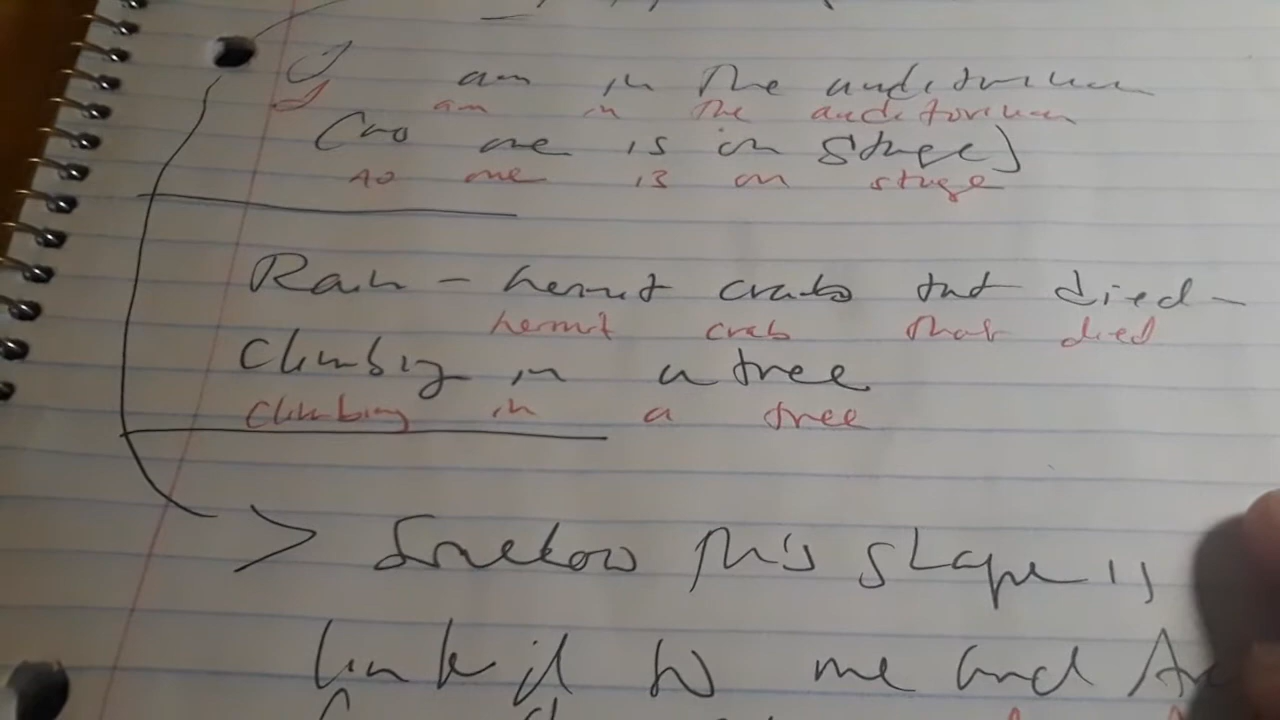 I am in the auditorium
I am in the auditorium
(no one is on stage)
no one is on stage
Rain - hermit crabs that died -
hermit crab that died
Climbing in a tree
Climbing in a tree
> Somehow this shape is
linked to me and